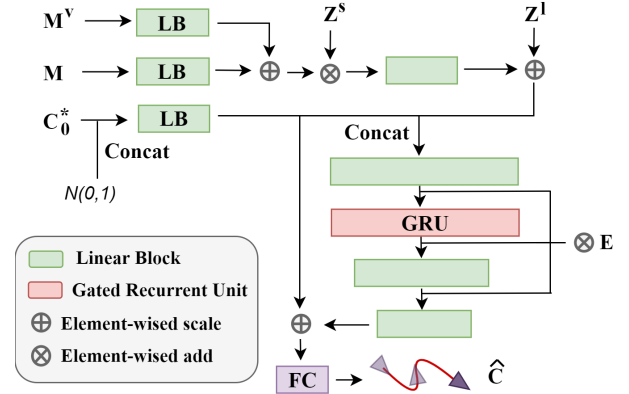 M^v LB Z^s Z^l
M LB
C_0^* LB
Concat Concat
N(0,1)
GRU
E
Linear Block
Gated Recurrent Unit
Element-wised scale
Element-wised add
FC Ĉ